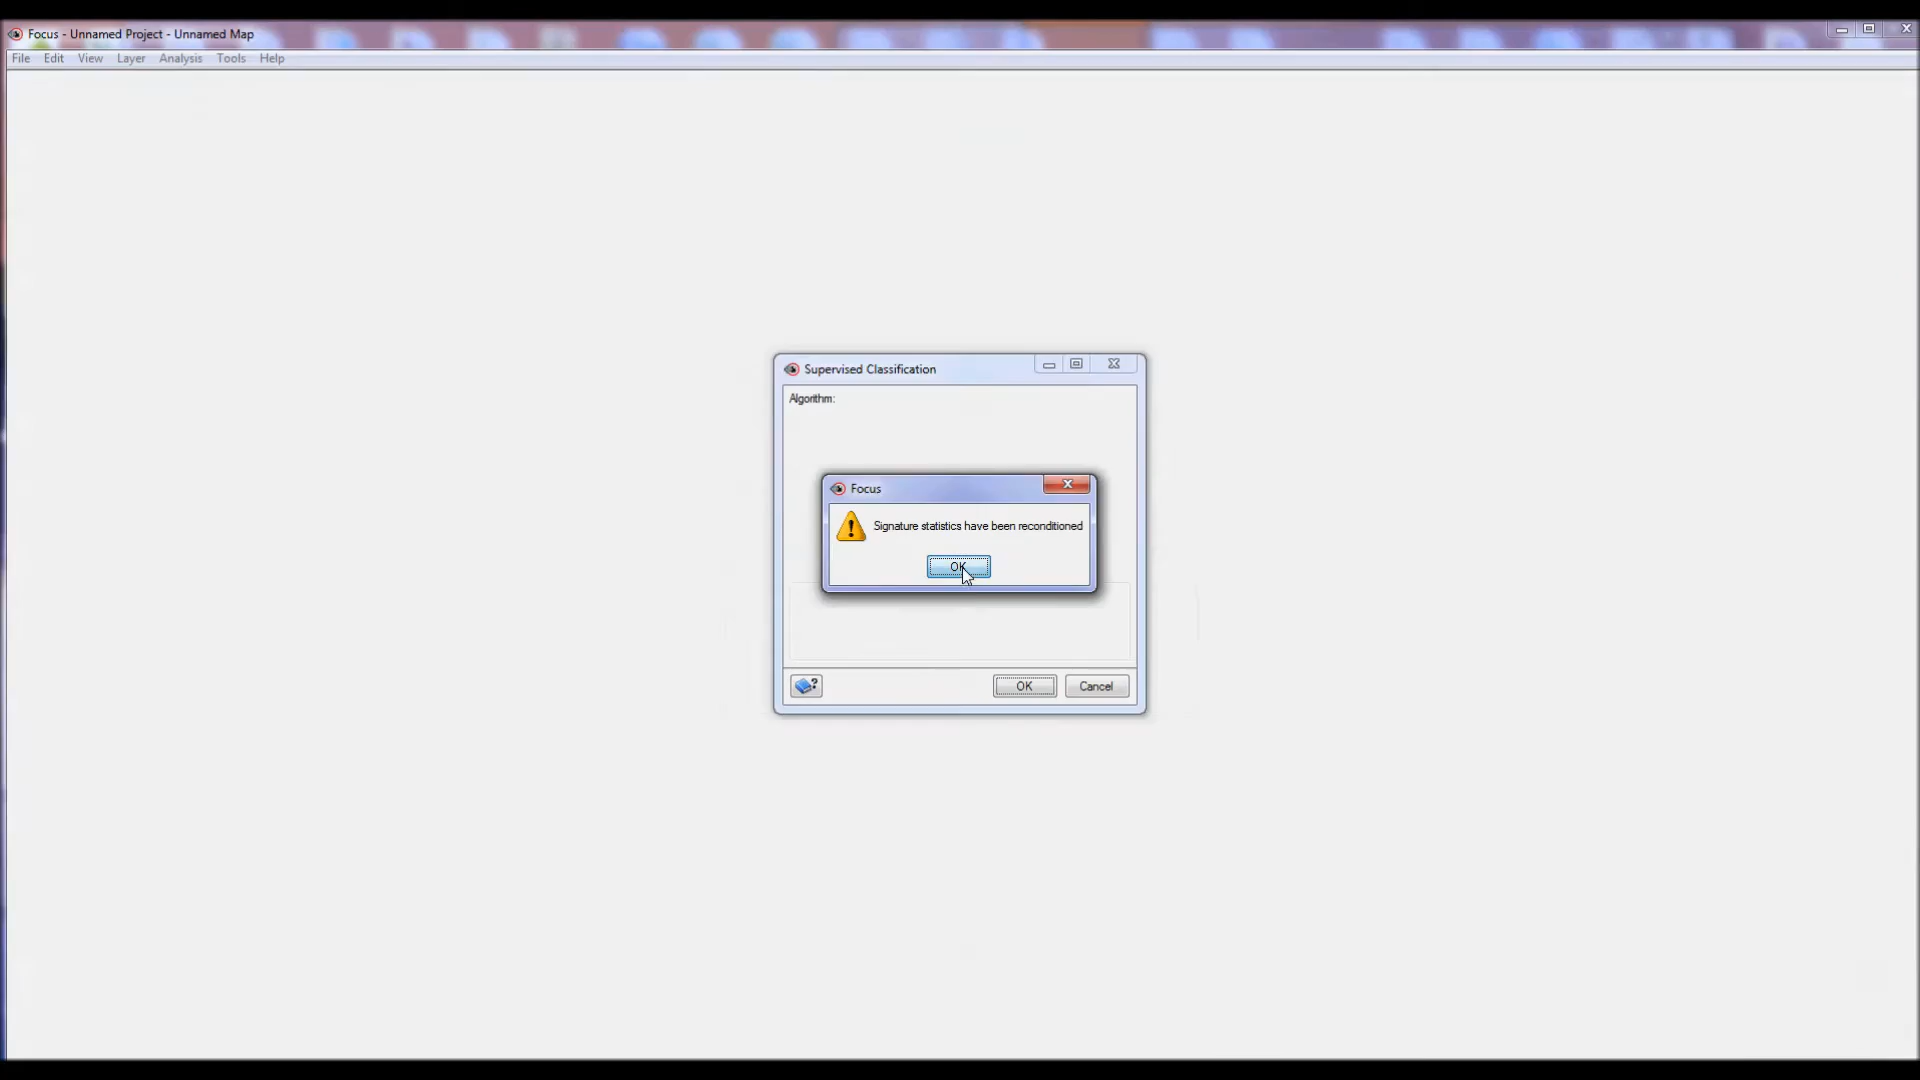 Focus - Unnamed Project - Unnamed Map
File Edit View Layer Analysis Tools Help
Supervised Classification
Algorithm:
Focus
Signature statistics have been reconditioned
OK
OK Cancel